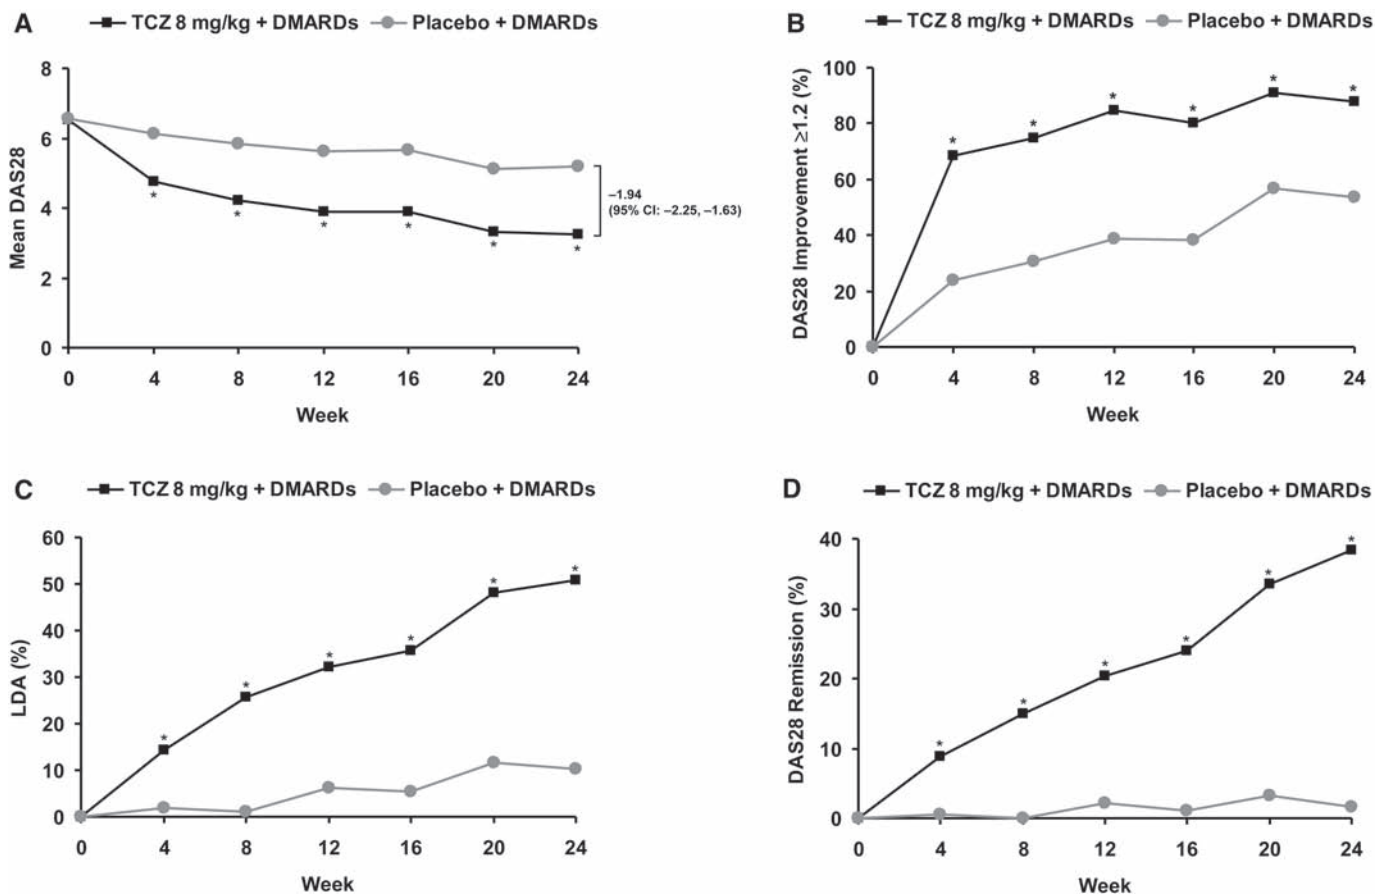 A
TCZ 8 mg/kg + DMARDs Placebo + DMARDs
8
6
4
2
0
Mean DAS28
* * * * * *
–1.94
(95% CI: –2.25, –1.63)
0 4 8 12 16 20 24
Week
B
TCZ 8 mg/kg + DMARDs Placebo + DMARDs
100
80
60
40
20
0
DAS28 Improvement ≥1.2 (%)
* * * * * *
0 4 8 12 16 20 24
Week
C
TCZ 8 mg/kg + DMARDs Placebo + DMARDs
60
50
40
30
20
10
0
LDA (%)
* * * * * *
0 4 8 12 16 20 24
Week
D
TCZ 8 mg/kg + DMARDs Placebo + DMARDs
40
30
20
10
0
DAS28 Remission (%)
* * * * * *
0 4 8 12 16 20 24
Week